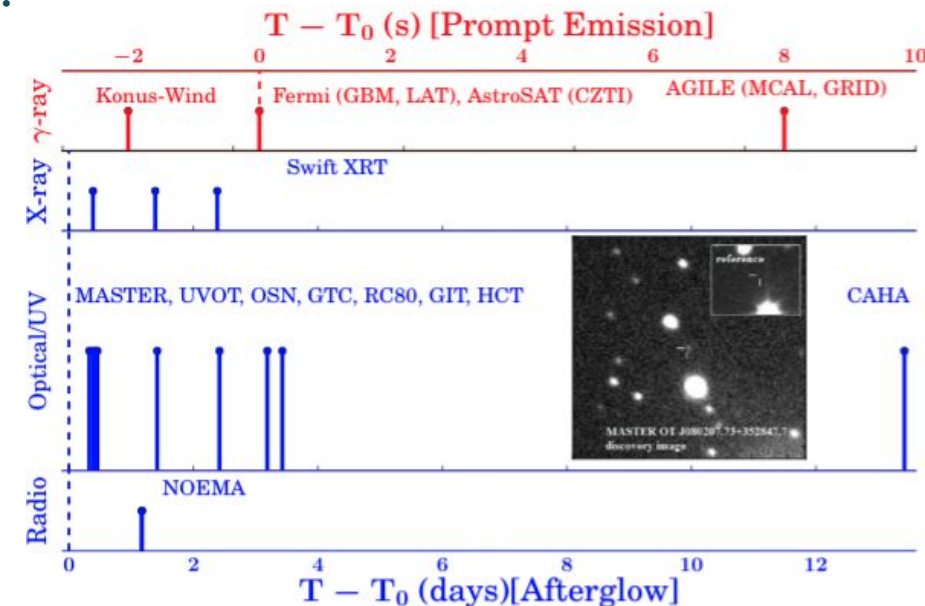 T − T₀ (s) [Prompt Emission]
−2 0 2 4 6 8 10
γ-ray
Konus-Wind
Fermi (GBM, LAT), AstroSAT (CZTI)
AGILE (MCAL, GRID)
X-ray
Swift XRT
Optical/UV
MASTER, UVOT, OSN, GTC, RC80, GIT, HCT
CAHA
reference
MASTER OT J080207.73+352847.7
discovery image
Radio
NOEMA
0 2 4 6 8 10 12
T − T₀ (days)[Afterglow]